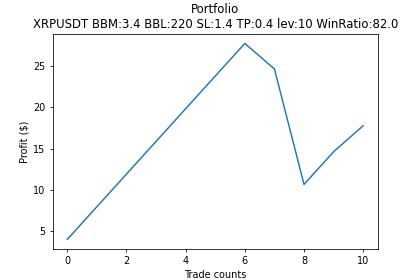 Portfolio
XRPUSDT BBM:3.4 BBL:220 SL:1.4 TP:0.4 lev:10 WinRatio:82.0
25
20
15
10
5
Profit ($)
0 2 4 6 8 10
Trade counts